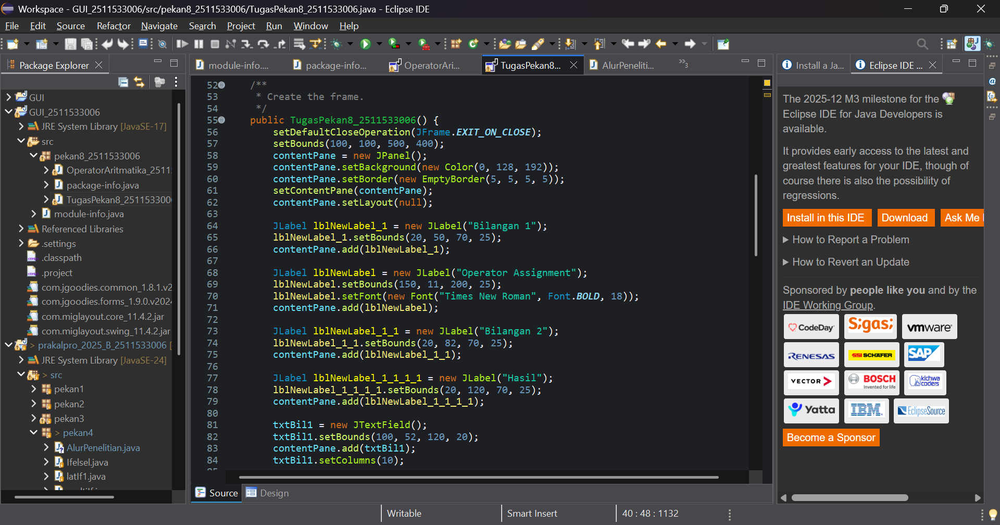 Workspace - GUI_2511533006/src/pekan8_2511533006/TugasPekan8_2511533006.java - Eclipse IDE
File Edit Source Refactor Navigate Search Project Run Window Help
Package Explorer
GUI
GUI_2511533006
JRE System Library [JavaSE-17]
src
pekan8_2511533006
OperatorAritmatika_2511
package-info.java
TugasPekan8_251153300
module-info.java
Referenced Libraries
.settings
.classpath
.project
com.jgoodies.common_1.8.1.v2
com.jgoodies.forms_1.9.0.v202
com.miglayout.core_11.4.2.jar
com.miglayout.swing_11.4.2.jar
> prakalpro_2025_B_2511533006 [
JRE System Library [JavaSE-24]
> src
pekan1
pekan2
pekan3
> pekan4
AlurPenelitian.java
Ifelsel.java
latIf1.java
module-info.... package-info... OperatorAri... TugasPekan8... AlurPeneliti... »3
52 /**
53 * Create the frame.
54 */
55 public TugasPekan8_2511533006() {
56 setDefaultCloseOperation(JFrame.EXIT_ON_CLOSE);
57 setBounds(100, 100, 500, 400);
58 contentPane = new JPanel();
59 contentPane.setBackground(new Color(0, 128, 192));
60 contentPane.setBorder(new EmptyBorder(5, 5, 5, 5));
61 setContentPane(contentPane);
62 contentPane.setLayout(null);
63
64 JLabel lblNewLabel_1 = new JLabel("Bilangan 1");
65 lblNewLabel_1.setBounds(20, 50, 70, 25);
66 contentPane.add(lblNewLabel_1);
67
68 JLabel lblNewLabel = new JLabel("Operator Assignment");
69 lblNewLabel.setBounds(150, 11, 200, 25);
70 lblNewLabel.setFont(new Font("Times New Roman", Font.BOLD, 18));
71 contentPane.add(lblNewLabel);
72
73 JLabel lblNewLabel_1_1 = new JLabel("Bilangan 2");
74 lblNewLabel_1_1.setBounds(20, 82, 70, 25);
75 contentPane.add(lblNewLabel_1_1);
76
77 JLabel lblNewLabel_1_1_1_1 = new JLabel("Hasil");
78 lblNewLabel_1_1_1_1.setBounds(20, 120, 70, 25);
79 contentPane.add(lblNewLabel_1_1_1_1);
80
81 txtBil1 = new JTextField();
82 txtBil1.setBounds(100, 52, 120, 20);
83 contentPane.add(txtBil1);
84 txtBil1.setColumns(10);
Source Design
Install a Ja... Eclipse IDE ...
The 2025-12 M3 milestone for the
Eclipse IDE for Java Developers is
available.
It provides early access to the latest and
greatest features for your IDE, though of
course there is also the possibility of
regressions.
Install in this IDE Download Ask Me
How to Report a Problem
How to Revert an Update
Sponsored by people like you and by the
IDE Working Group.
CodeDay Sigasi vmware
RENESAS SSI SCHÄFER SAP
VECTOR BOSCH Invented for life kichwa coders
Yatta IBM EclipseSource
Become a Sponsor
Writable Smart Insert 40 : 48 : 1132